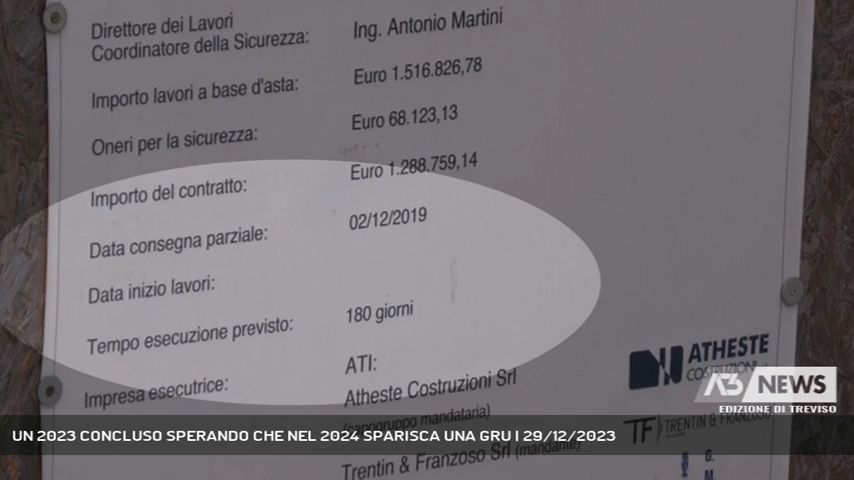 Direttore dei Lavori
Coordinatore della Sicurezza: Ing. Antonio Martini
Importo lavori a base d'asta: Euro 1.516.826,78
Oneri per la sicurezza: Euro 68.123,13
Importo del contratto: Euro 1.288.759,14
Data consegna parziale: 02/12/2019
Data inizio lavori:
Tempo esecuzione previsto: 180 giorni
Impresa esecutrice: ATI:
Atheste Costruzioni Srl
(capogruppo mandataria)
Trentin & Franzoso Srl (mandante)
ATHESTE
COSTRUZIONI
TF TRENTIN & FRANZOSO
G.
M.
A3 NEWS
EDIZIONE DI TREVISO
UN 2023 CONCLUSO SPERANDO CHE NEL 2024 SPARISCA UNA GRU | 29/12/2023